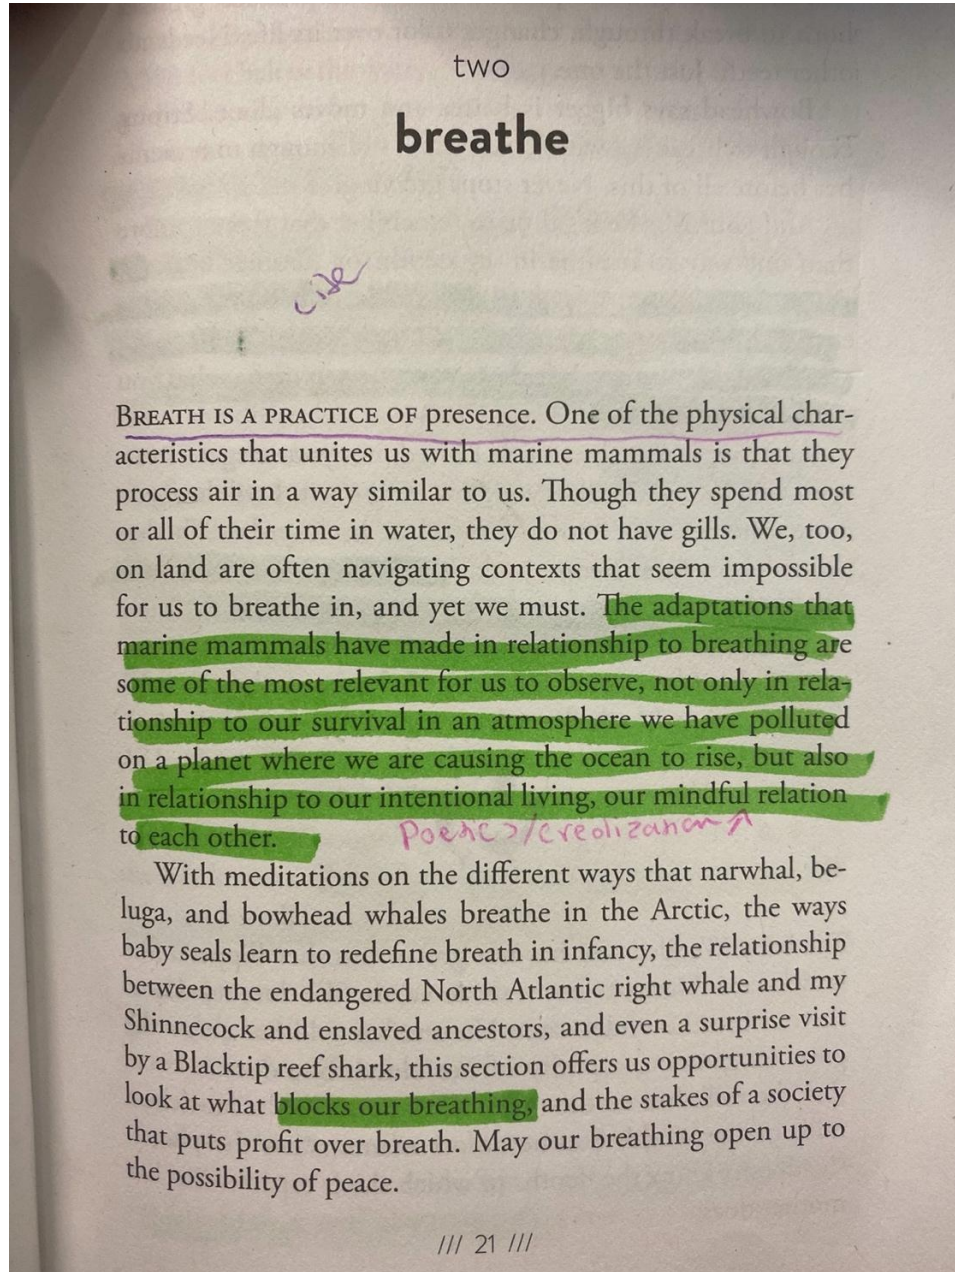 two
breathe
cite
BREATH IS A PRACTICE OF presence. One of the physical char-
acteristics that unites us with marine mammals is that they
process air in a way similar to us. Though they spend most
or all of their time in water, they do not have gills. We, too,
on land are often navigating contexts that seem impossible
for us to breathe in, and yet we must. The adaptations that
marine mammals have made in relationship to breathing are
some of the most relevant for us to observe, not only in rela-
tionship to our survival in an atmosphere we have polluted
on a planet where we are causing the ocean to rise, but also
in relationship to our intentional living, our mindful relation
to each other.
creolization
With meditations on the different ways that narwhal, be-
luga, and bowhead whales breathe in the Arctic, the ways
baby seals learn to redefine breath in infancy, the relationship
between the endangered North Atlantic right whale and my
Shinnecock and enslaved ancestors, and even a surprise visit
by a Blacktip reef shark, this section offers us opportunities to
look at what blocks our breathing, and the stakes of a society
that puts profit over breath. May our breathing open up to
the possibility of peace.
/// 21 ///